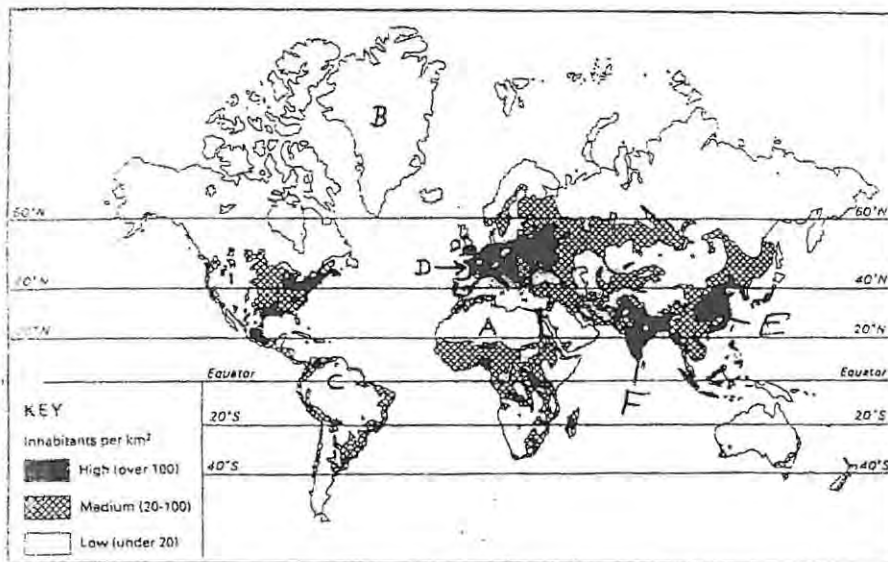 B
60°N 60°N
D
40°N 40°N
A
E
20°N 20°N
Equator Equator
C
F
KEY
20°S 20°S
Inhabitants per km²
High (over 100)
40°S 40°S
Medium (20-100)
Low (under 20)